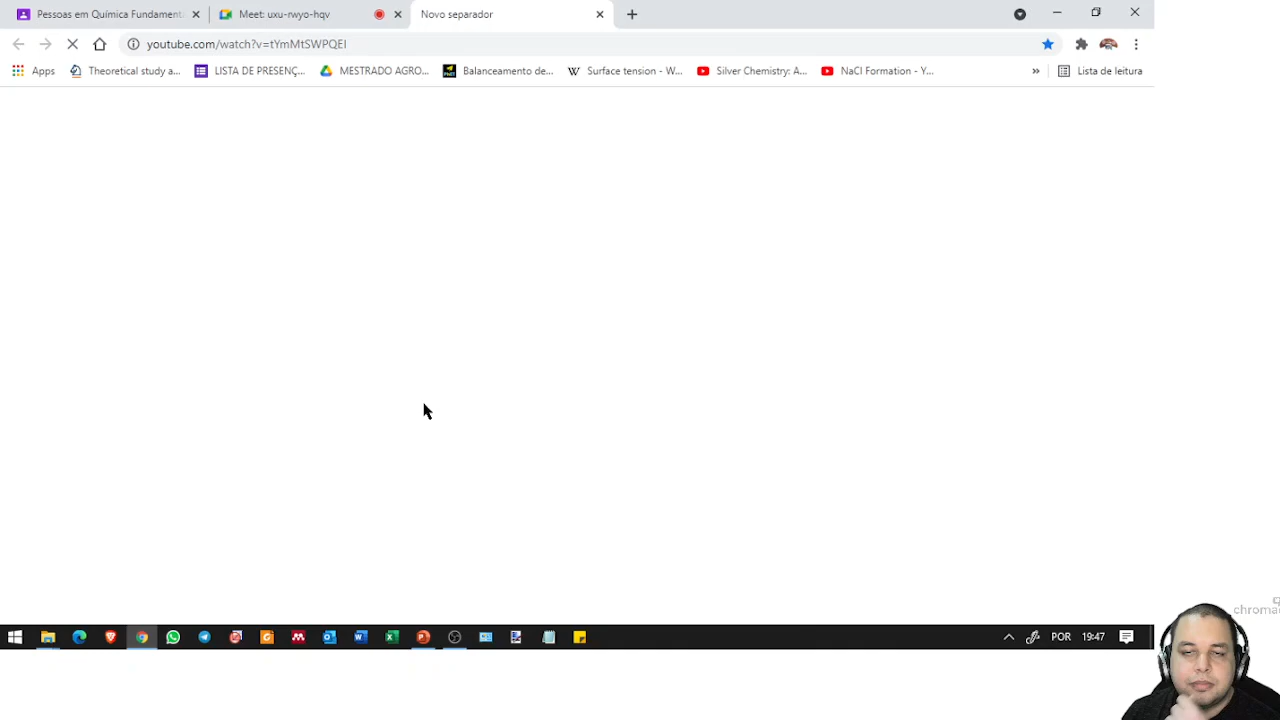 Pessoas em Química Fundament
Meet: uxu-rwyo-hqv
Novo separador
youtube.com/watch?v=tYmMtSWPQEI
Apps
Theoretical study a...
LISTA DE PRESENÇ...
MESTRADO AGRO...
Balanceamento de...
Surface tension - W...
Silver Chemistry: A...
NaCl Formation - Y...
»
Lista de leitura
POR
19:47
chroma